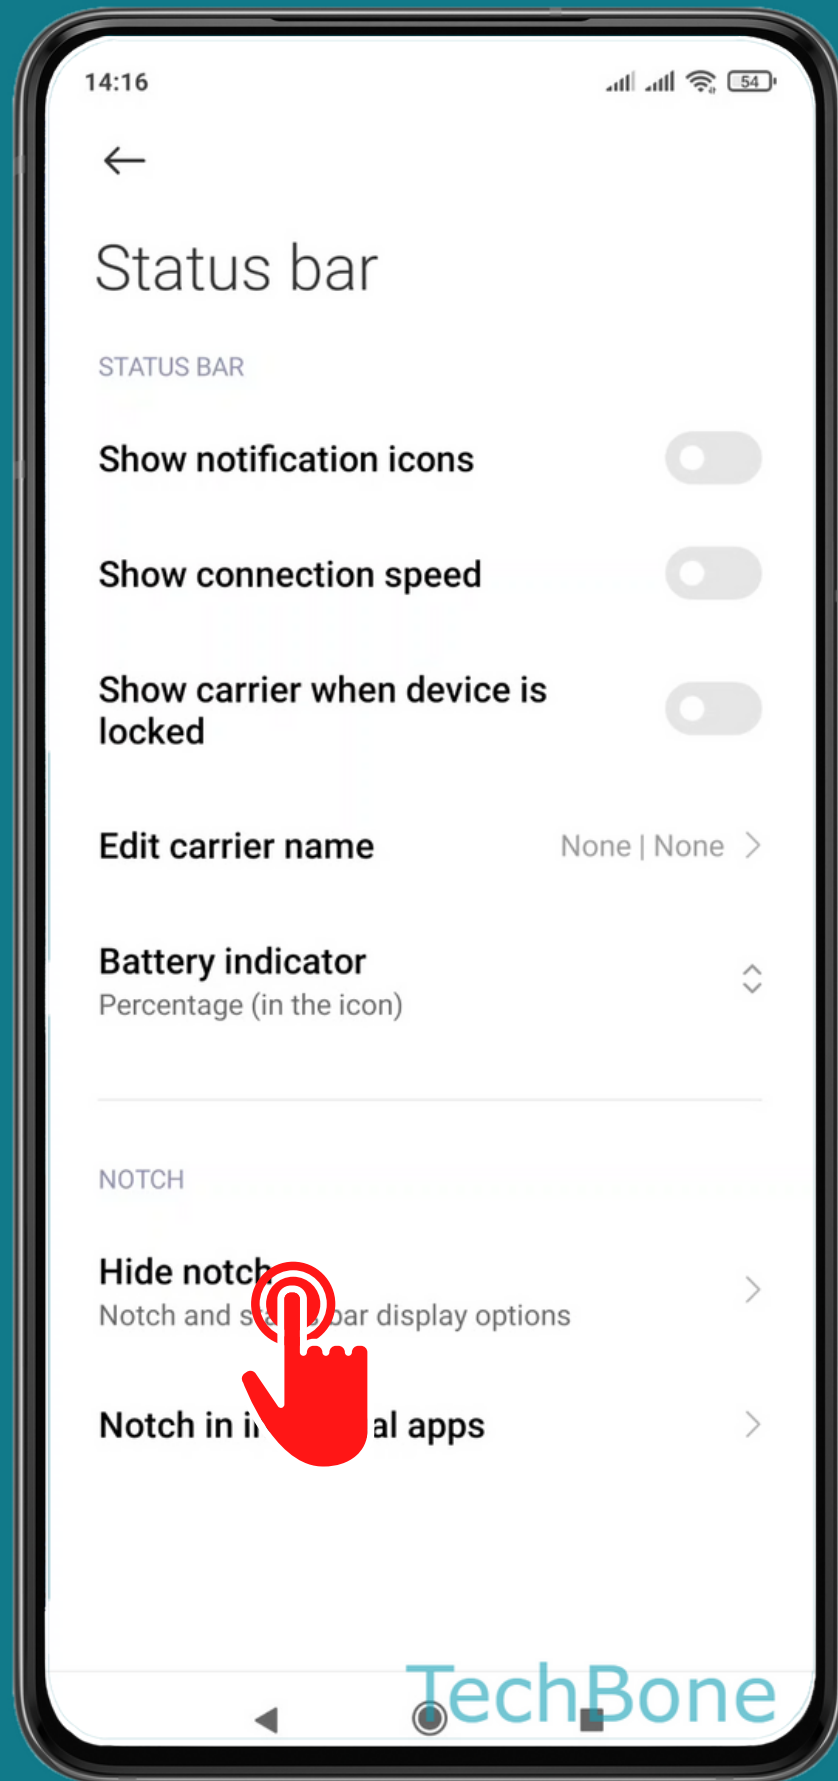 14:16
54
Status bar
STATUS BAR
Show notification icons
Show connection speed
Show carrier when device is
locked
Edit carrier name
None | None
Battery indicator
Percentage (in the icon)
NOTCH
Hide notch
Notch and bar display options
Notch in apps
TechBone